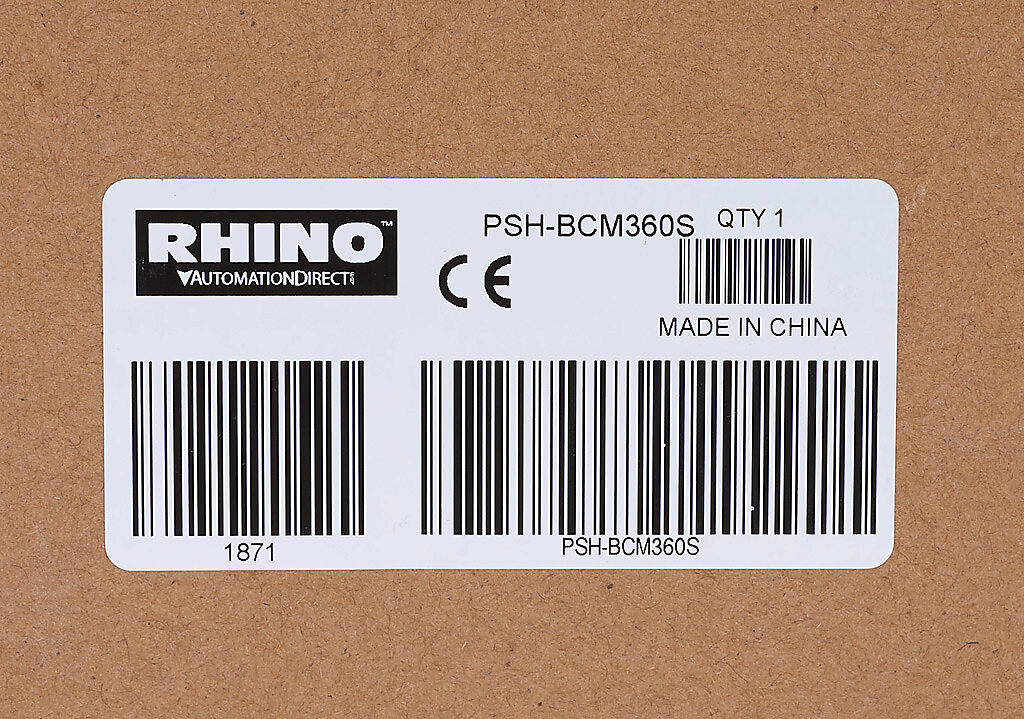 RHINO™
AUTOMATIONDIRECT
PSH-BCM360S
QTY 1
CE
MADE IN CHINA
1871
PSH-BCM360S